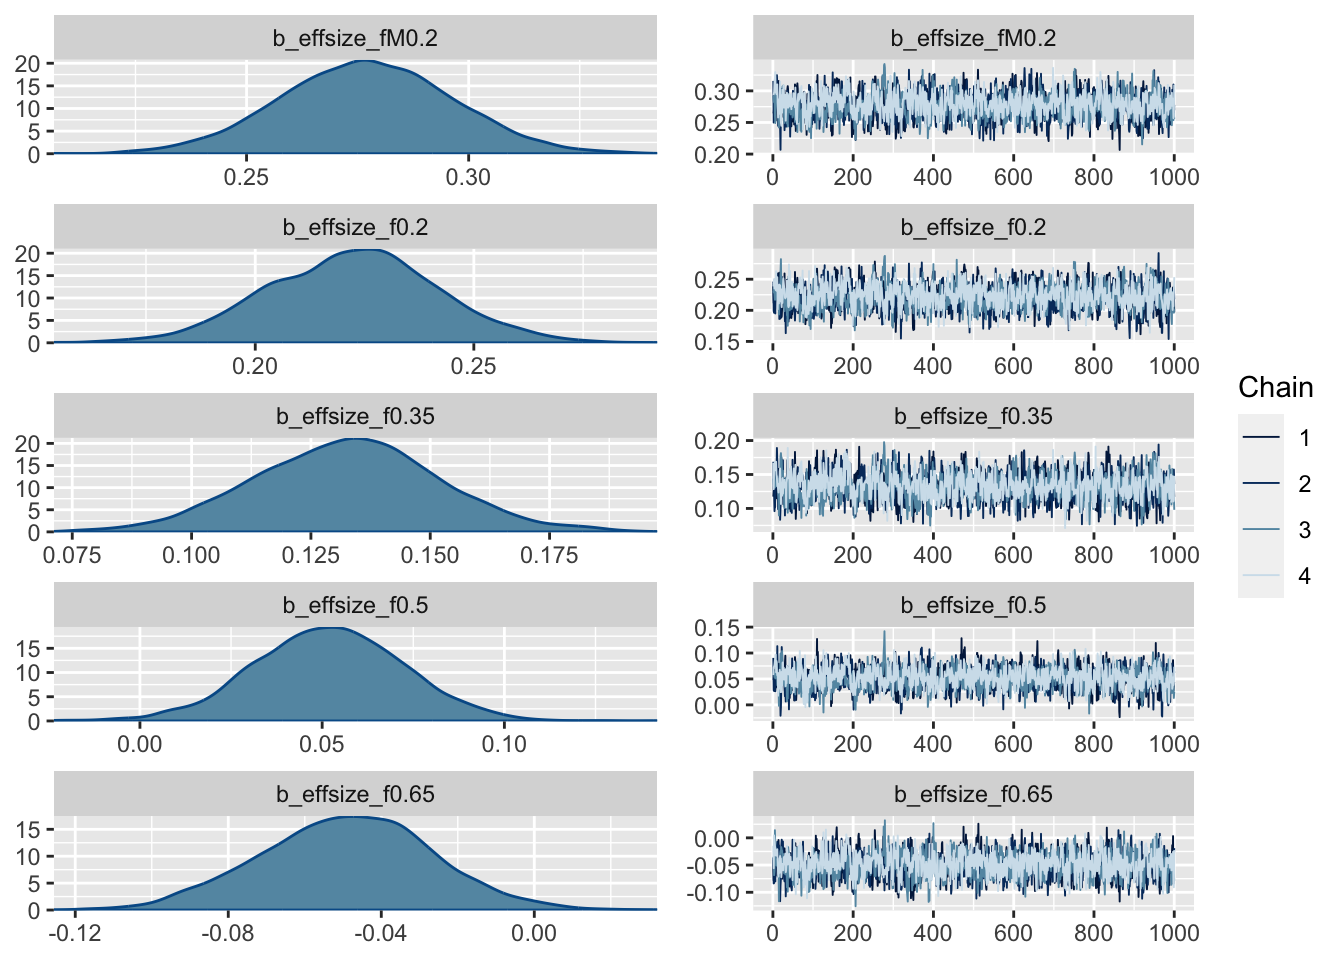 b_effsize_fM0.2
20
15
10
5
0
0.25 0.30
b_effsize_fM0.2
0.30
0.25
0.20
0 200 400 600 800 1000
b_effsize_f0.2
20
15
10
5
0
0.20 0.25
b_effsize_f0.2
0.25
0.20
0.15
0 200 400 600 800 1000
b_effsize_f0.35
20
15
10
5
0
0.075 0.100 0.125 0.150 0.175
b_effsize_f0.35
0.20
0.15
0.10
0 200 400 600 800 1000
b_effsize_f0.5
15
10
5
0
0.00 0.05 0.10
b_effsize_f0.5
0.15
0.10
0.05
0.00
0 200 400 600 800 1000
b_effsize_f0.65
15
10
5
0
-0.12 -0.08 -0.04 0.00
b_effsize_f0.65
0.00
-0.05
-0.10
0 200 400 600 800 1000
Chain
1
2
3
4